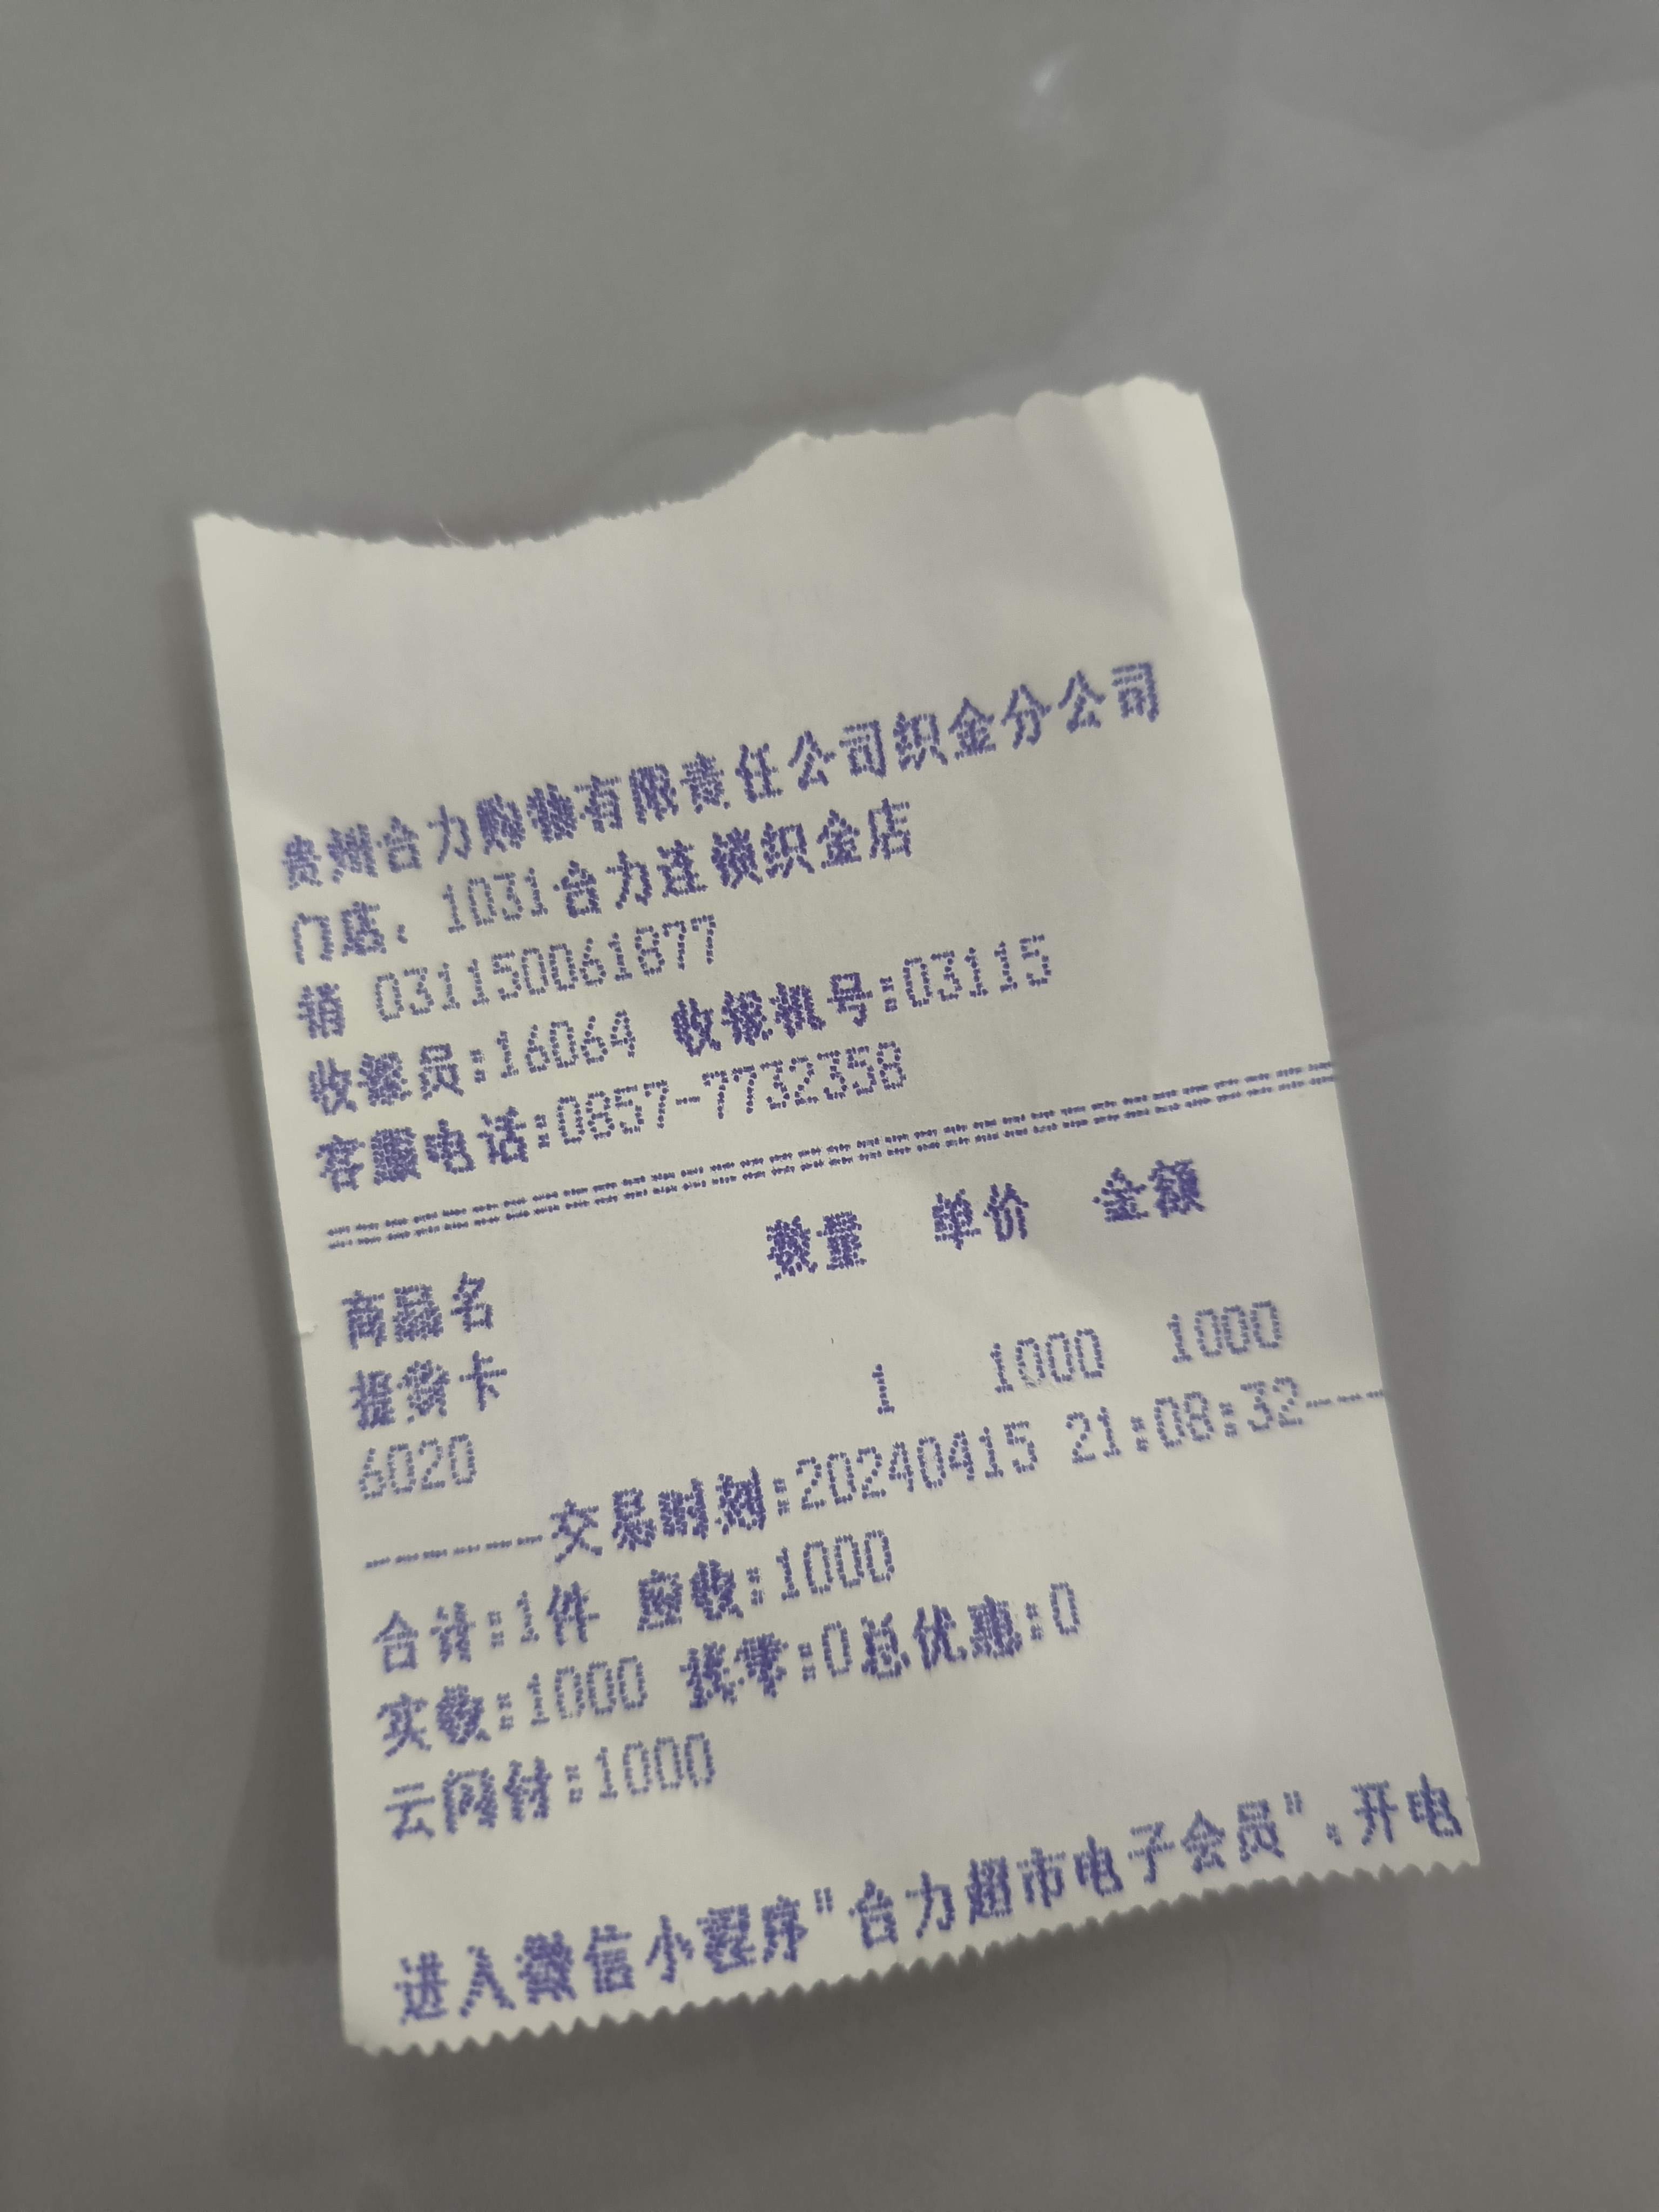 贵州合力购物有限责任公司织金分公司
门店：1031合力连锁织金店
销 031150061877
收银员:16064 收银机号:03115
客服电话:0857-7732358
================================
商品名 数量 单价 金额
提货卡
6020 1 1000 1000
------交易时刻:20240415 21:08:32---
合计:1件 应收:1000
实收:1000 找零:0总优惠:0
云网付:1000
进入微信小程序"合力超市电子会员"，开电